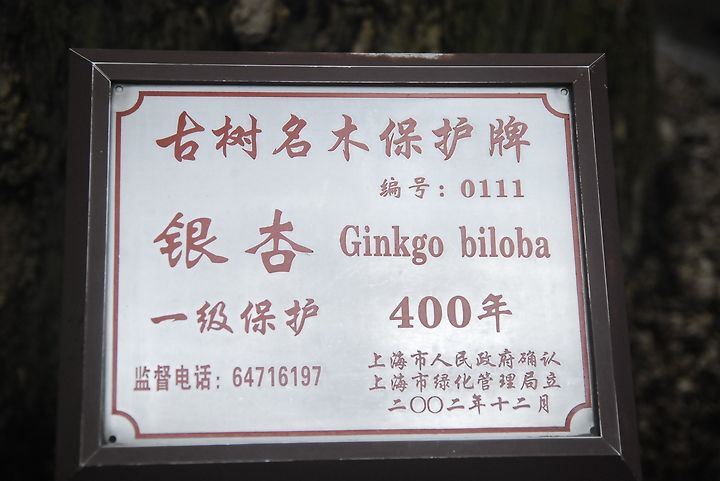 古树名木保护牌
编号：0111
银杏 Ginkgo biloba
一级保护 400年
监督电话：64716197
上海市人民政府确认
上海市绿化管理局立
二〇〇二年十二月